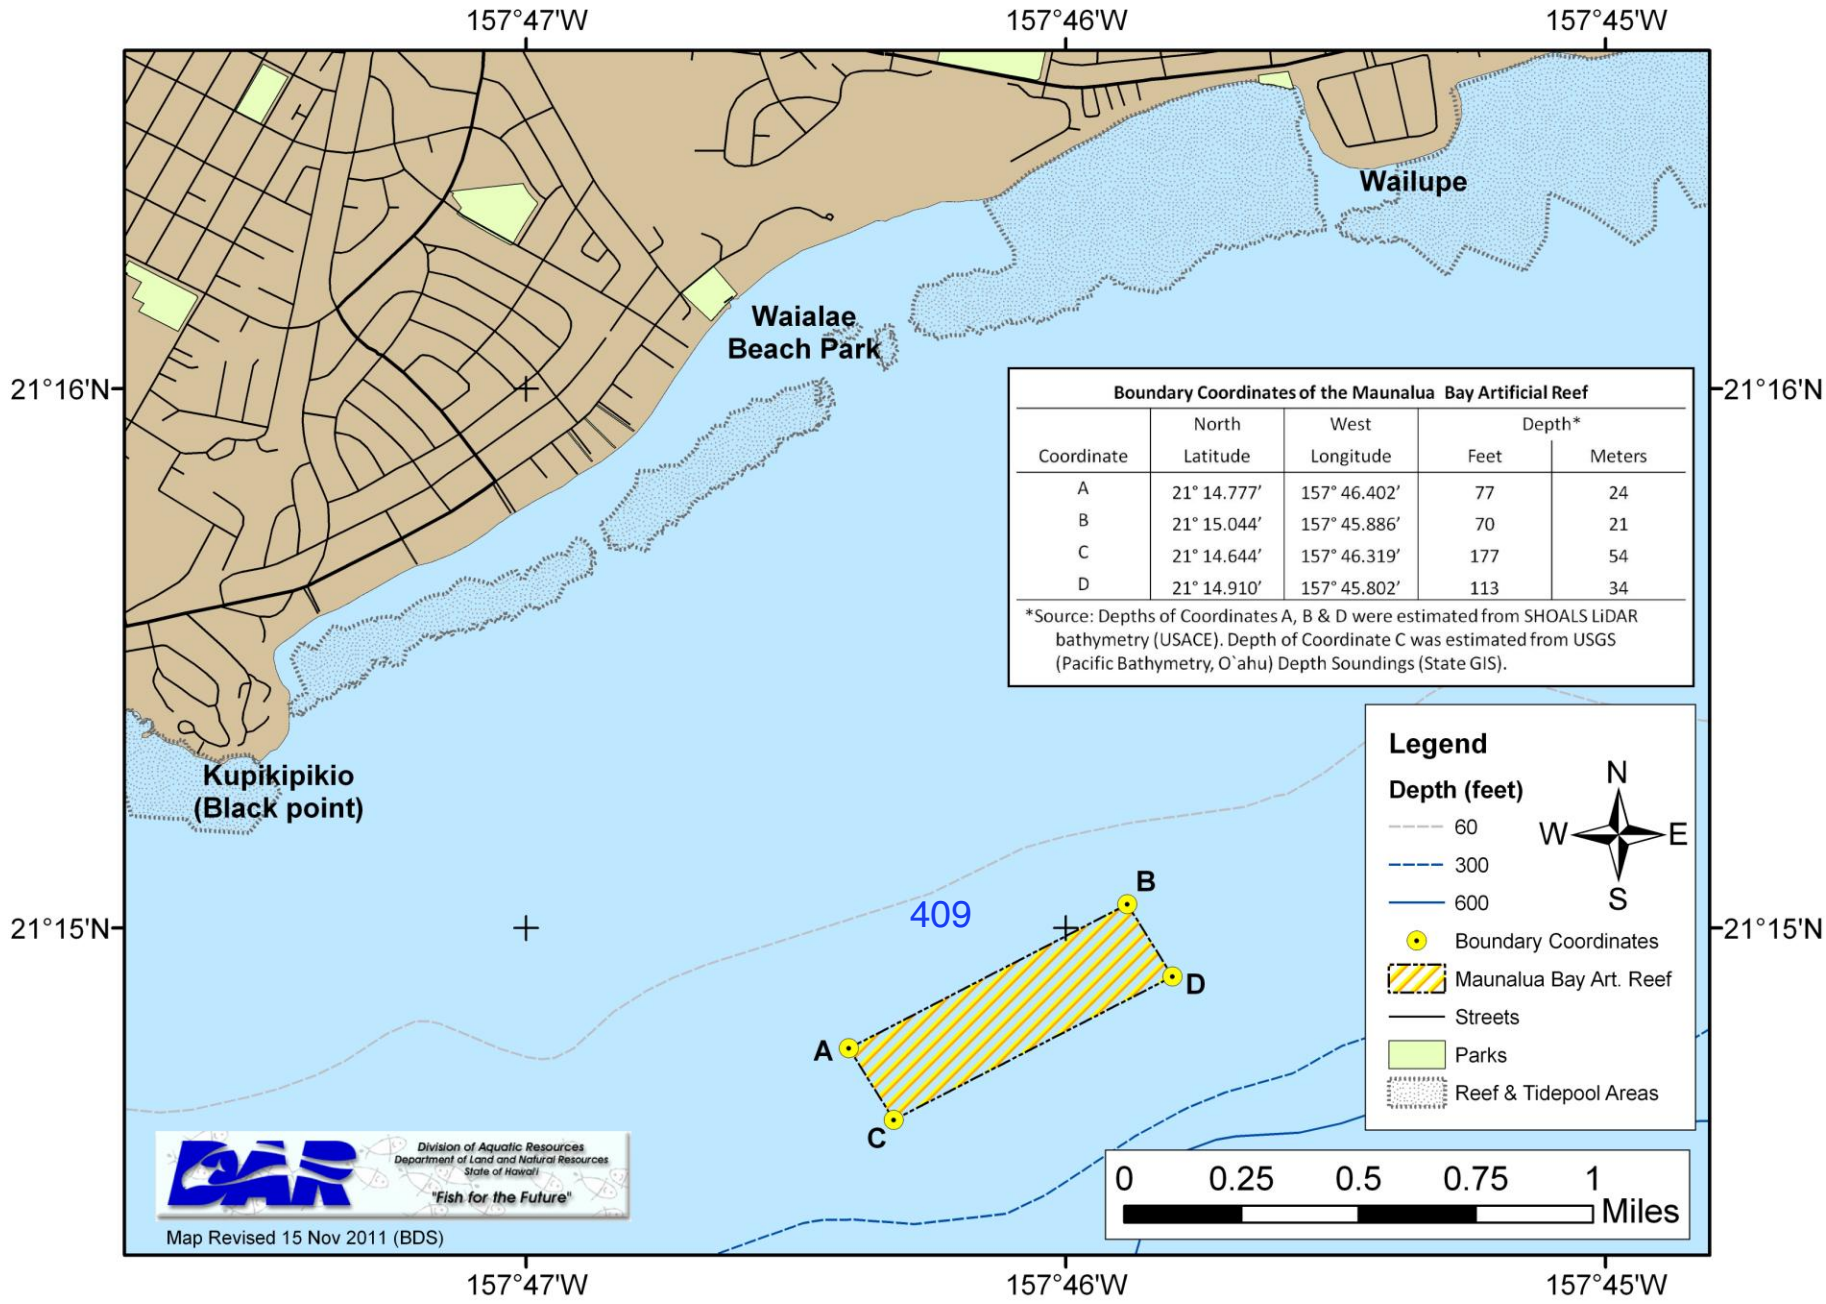 157°47'W
157°46'W
157°45'W
Wailupe
Waialae
Beach Park
21°16'N
21°16'N
Boundary Coordinates of the Maunalua Bay Artificial Reef
North West Depth*
Coordinate Latitude Longitude Feet Meters
A 21° 14.777′ 157° 46.402′ 77 24
B 21° 15.044′ 157° 45.886′ 70 21
C 21° 14.644′ 157° 46.319′ 177 54
D 21° 14.910′ 157° 45.802′ 113 34
*Source: Depths of Coordinates A, B & D were estimated from SHOALS LiDAR
bathymetry (USACE). Depth of Coordinate C was estimated from USGS
(Pacific Bathymetry, O`ahu) Depth Soundings (State GIS).
Kupikipikio
(Black point)
Legend
Depth (feet)
60
300
600
N
W
E
S
Boundary Coordinates
Maunalua Bay Art. Reef
Streets
Parks
Reef & Tidepool Areas
409
B
D
A
C
21°15'N
21°15'N
DAR
Division of Aquatic Resources
Department of Land and Natural Resources
State of Hawai'i
"Fish for the Future"
Map Revised 15 Nov 2011 (BDS)
0 0.25 0.5 0.75 1
Miles
157°47'W
157°46'W
157°45'W